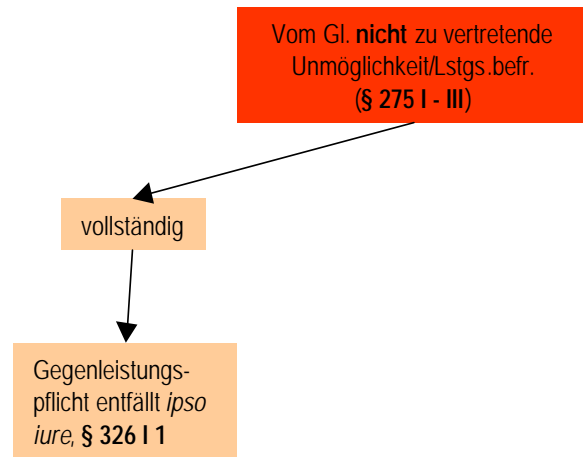 Vom Gl. nicht zu vertretende
Unmöglichkeit/Lstgs.befr.
(§ 275 I - III)
vollständig
Gegenleistungs-
pflicht entfällt ipso
iure, § 326 I 1